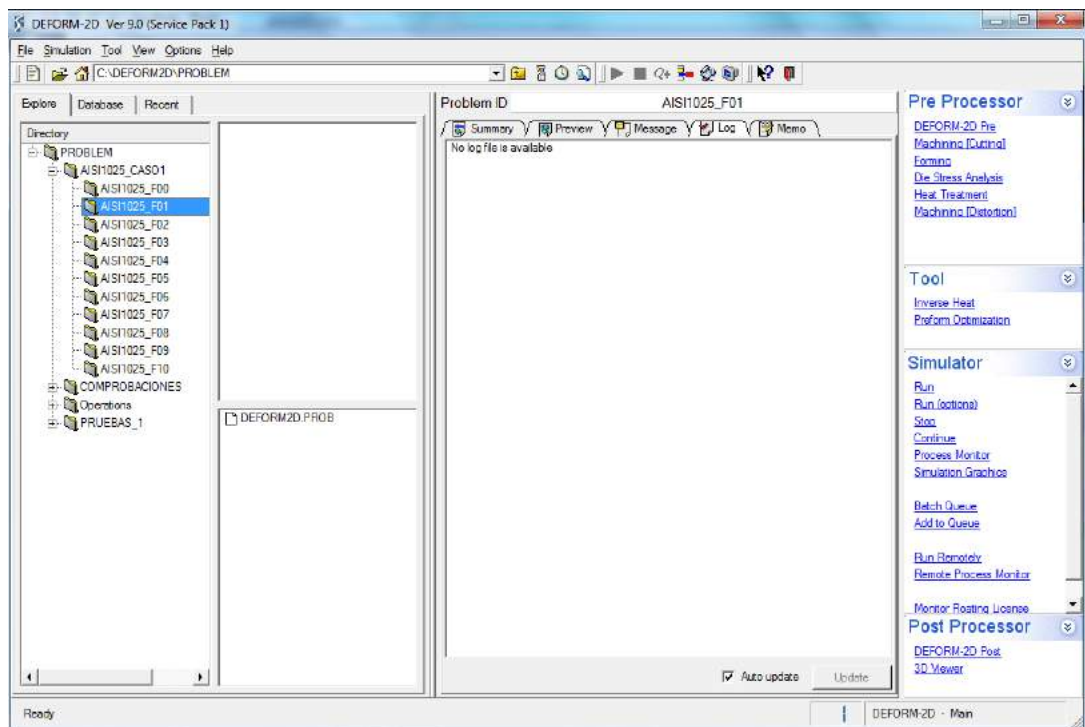 DEFORM-2D Ver 9.0 (Service Pack 1)
File Simulation Tool View Options Help
C:\DEFORM2D\PROBLEM
Explore Database Recent
Directory
PROBLEM
AISI1025_CASO1
AISI1025_F00
AISI1025_F01
AISI1025_F02
AISI1025_F03
AISI1025_F04
AISI1025_F05
AISI1025_F06
AISI1025_F07
AISI1025_F08
AISI1025_F09
AISI1025_F10
COMPROBACIONES
Operations
PRUEBAS_1
DEFORM2D.PROB
Problem ID AISI1025_F01
Summary Preview Message Log Memo
No log file is available
Auto update Update
Pre Processor
DEFORM-2D Pre
Machining [Cutting]
Forming
Die Stress Analysis
Heat Treatment
Machining [Distortion]
Tool
Inverse Heat
Preform Optimization
Simulator
Run
Run (options)
Stop
Continue
Process Monitor
Simulation Graphics
Batch Queue
Add to Queue
Run Remotely
Remote Process Monitor
Monitor Floating License
Post Processor
DEFORM-2D Post
3D Viewer
Ready
DEFORM-2D - Main